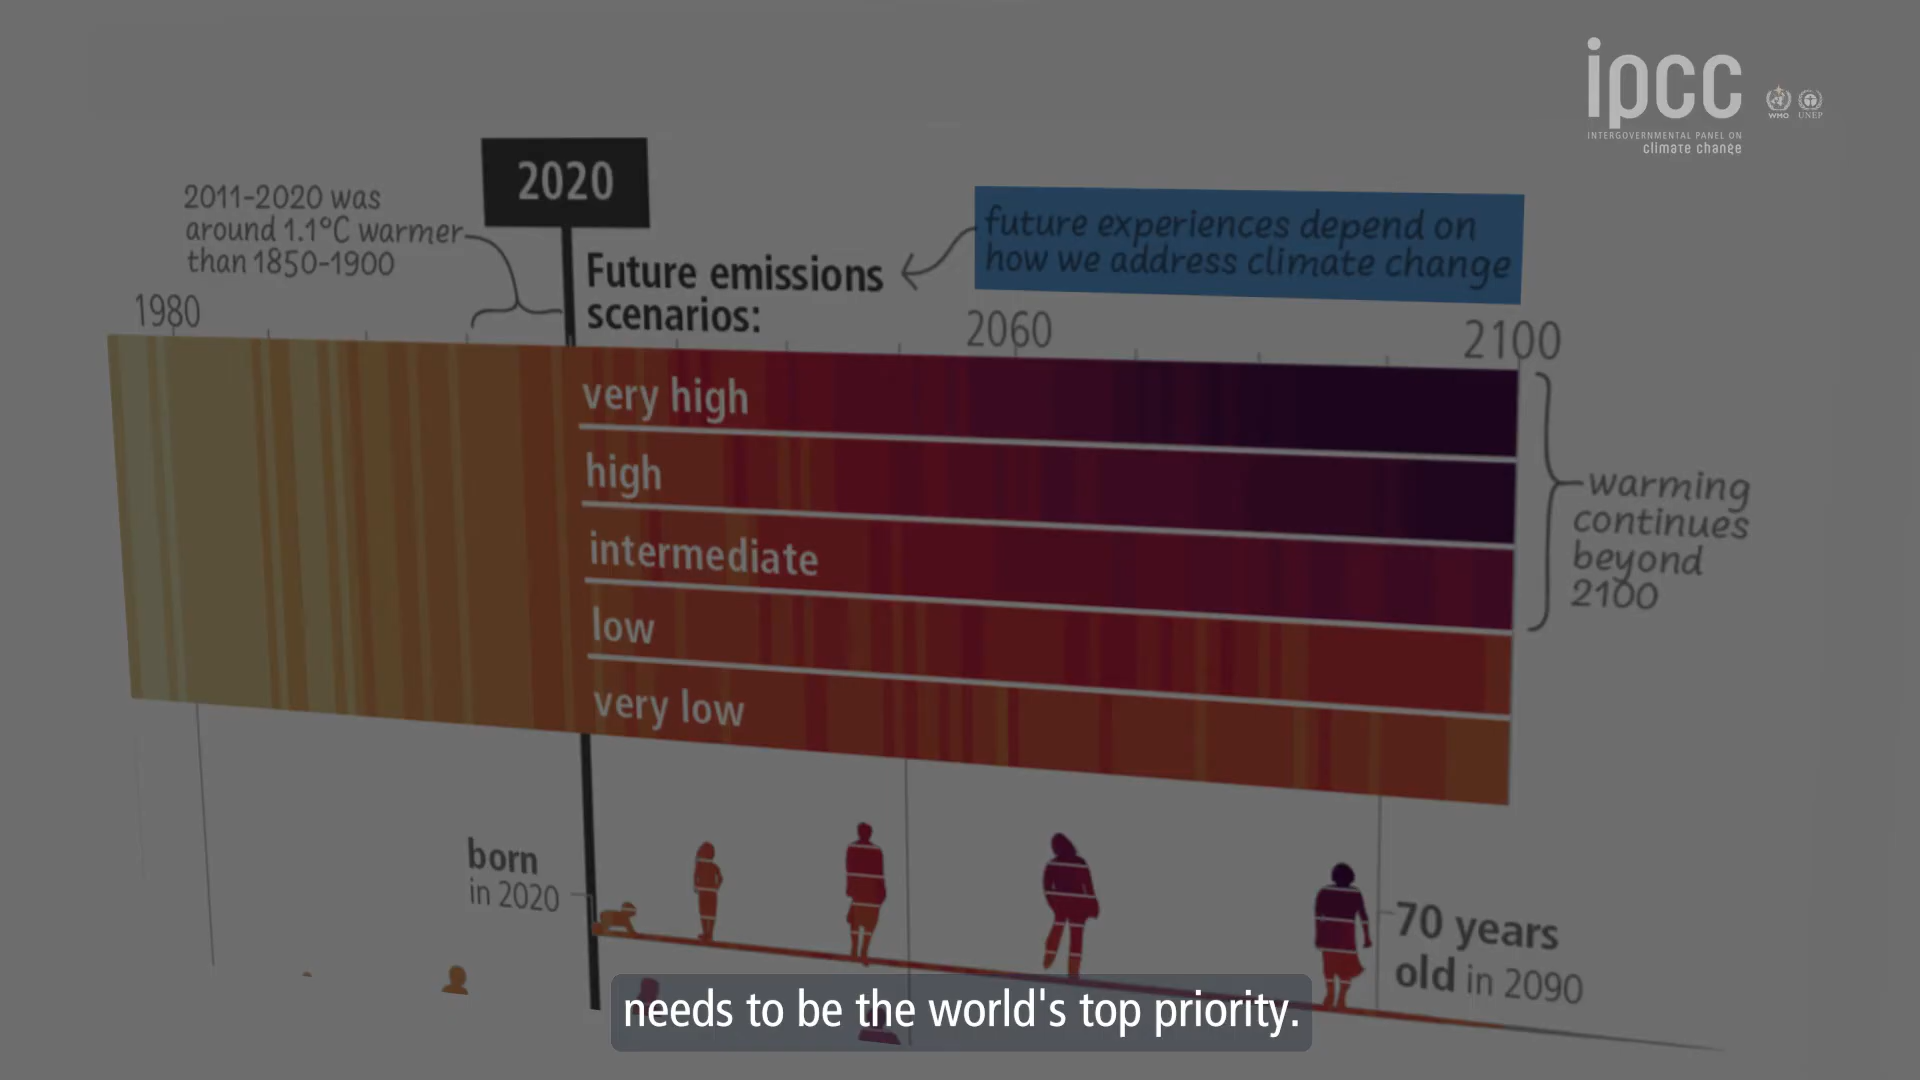 ipcc
INTERGOVERNMENTAL PANEL ON
climate change
WMO
UNEP
2020
2011-2020 was
around 1.1°C warmer
than 1850-1900
future experiences depend on
how we address climate change
Future emissions
scenarios:
1980
2060
2100
very high
high
intermediate
low
very low
warming
continues
beyond
2100
born
in 2020
70 years
old in 2090
needs to be the world's top priority.